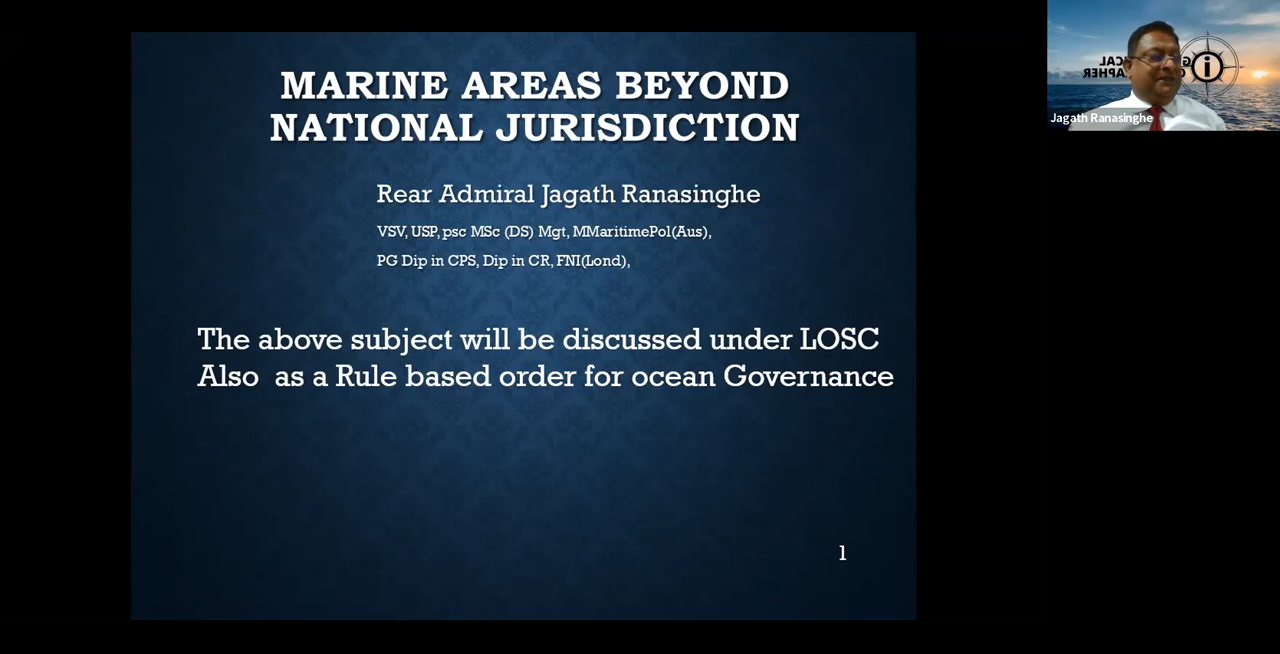 MARINE AREAS BEYOND
NATIONAL JURISDICTION
Rear Admiral Jagath Ranasinghe
VSV, USP, psc MSc (DS) Mgt, MMaritimePol(Aus),
PG Dip in CPS, Dip in CR, FNI(Lond),
The above subject will be discussed under LOSC
Also as a Rule based order for ocean Governance
1
Jagath Ranasinghe